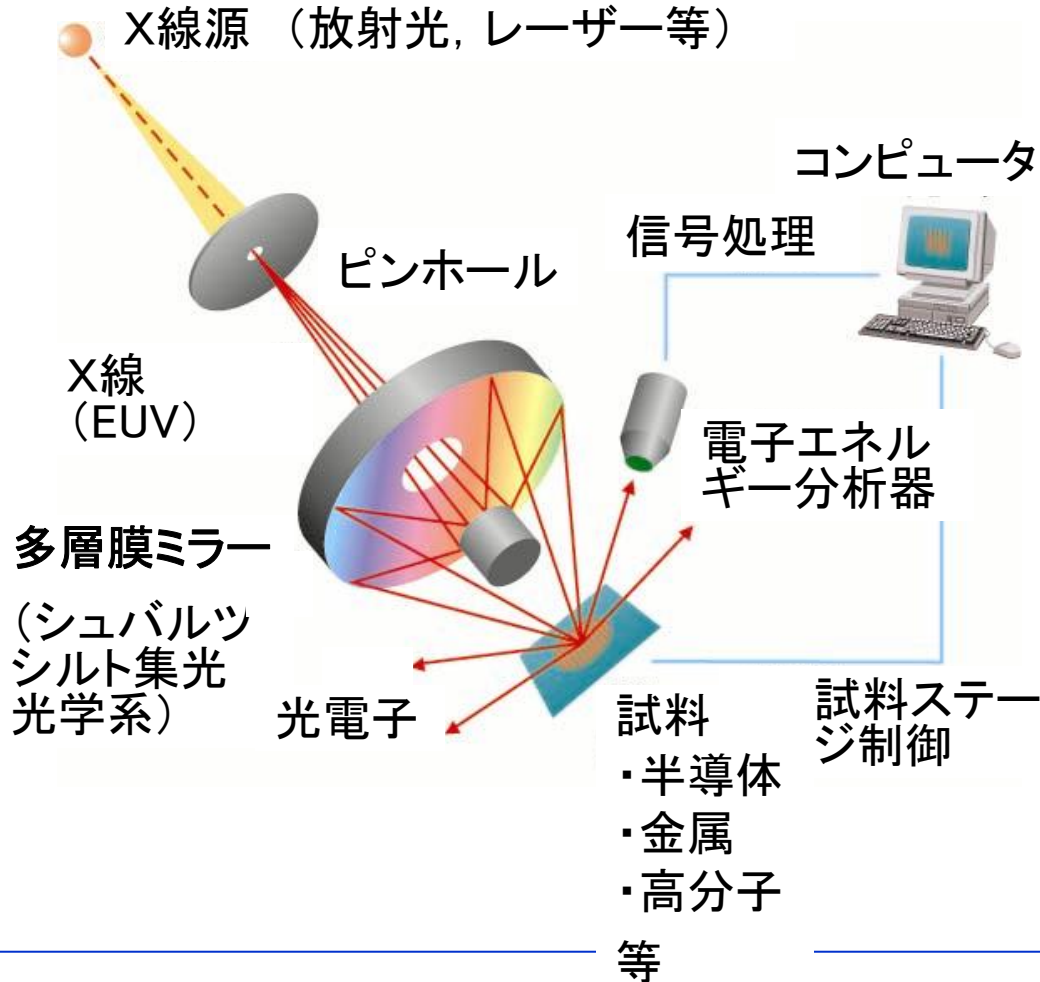 X線源 （放射光, レーザー等）
コンピュータ
信号処理
ピンホール
X線
（EUV）
電子エネル
ギー分析器
多層膜ミラー
（シュバルツ
シルト集光
光学系）
光電子
試料
・半導体
・金属
・高分子
等
試料ステー
ジ制御